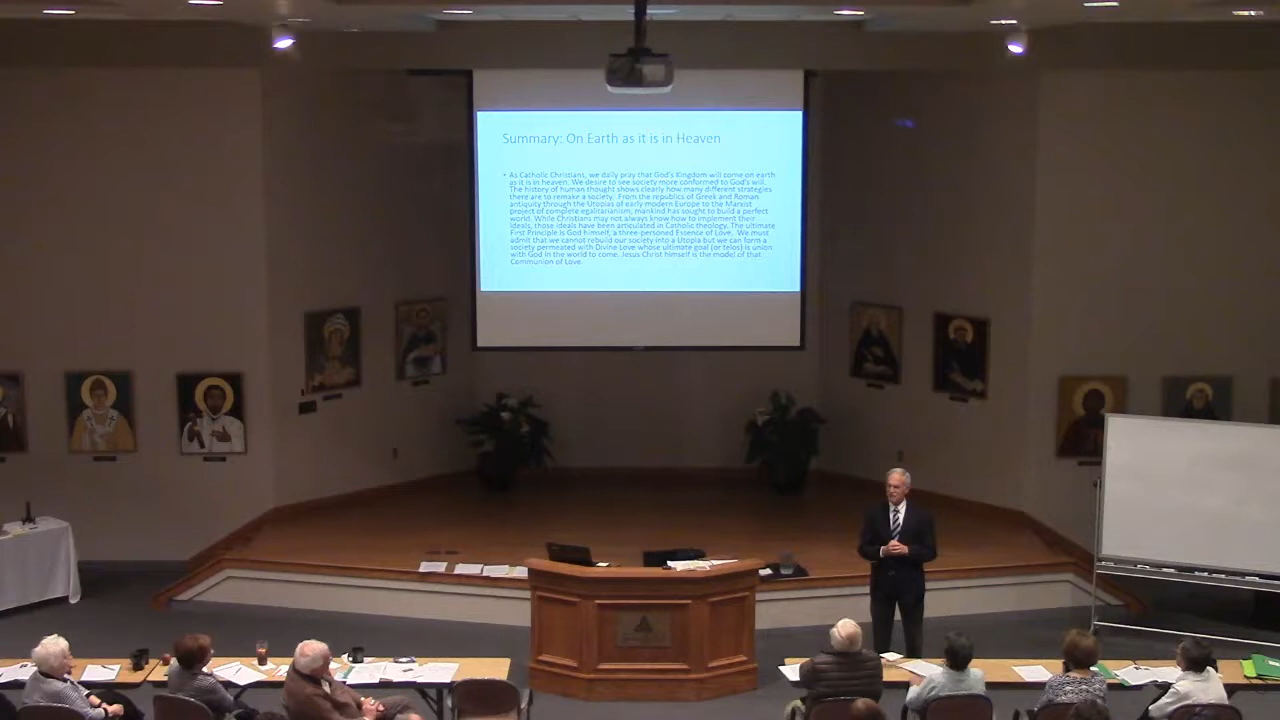 Summary: On Earth as it is in Heaven
• As Catholic Christians, we daily pray that God's Kingdom will come on earth
as it is in heaven. We desire to see society more conformed to God's will.
The history of human thought shows clearly how many different strategies
there are to remake a society. From the republics of Greek and Roman
antiquity through the Utopias of early modern Europe to the Marxist
project of complete egalitarianism, mankind has sought to build a perfect
world. While Christians may not always know how to implement their
ideals, those ideals have been articulated in Catholic theology. The ultimate
First Principle is God himself, a three-personed Essence of Love. We must
admit that we cannot rebuild our society into a Utopia but we can form a
society permeated with Divine Love whose ultimate goal (or telos) is union
with God in the world to come. Jesus Christ himself is the model of that
Communion of Love.